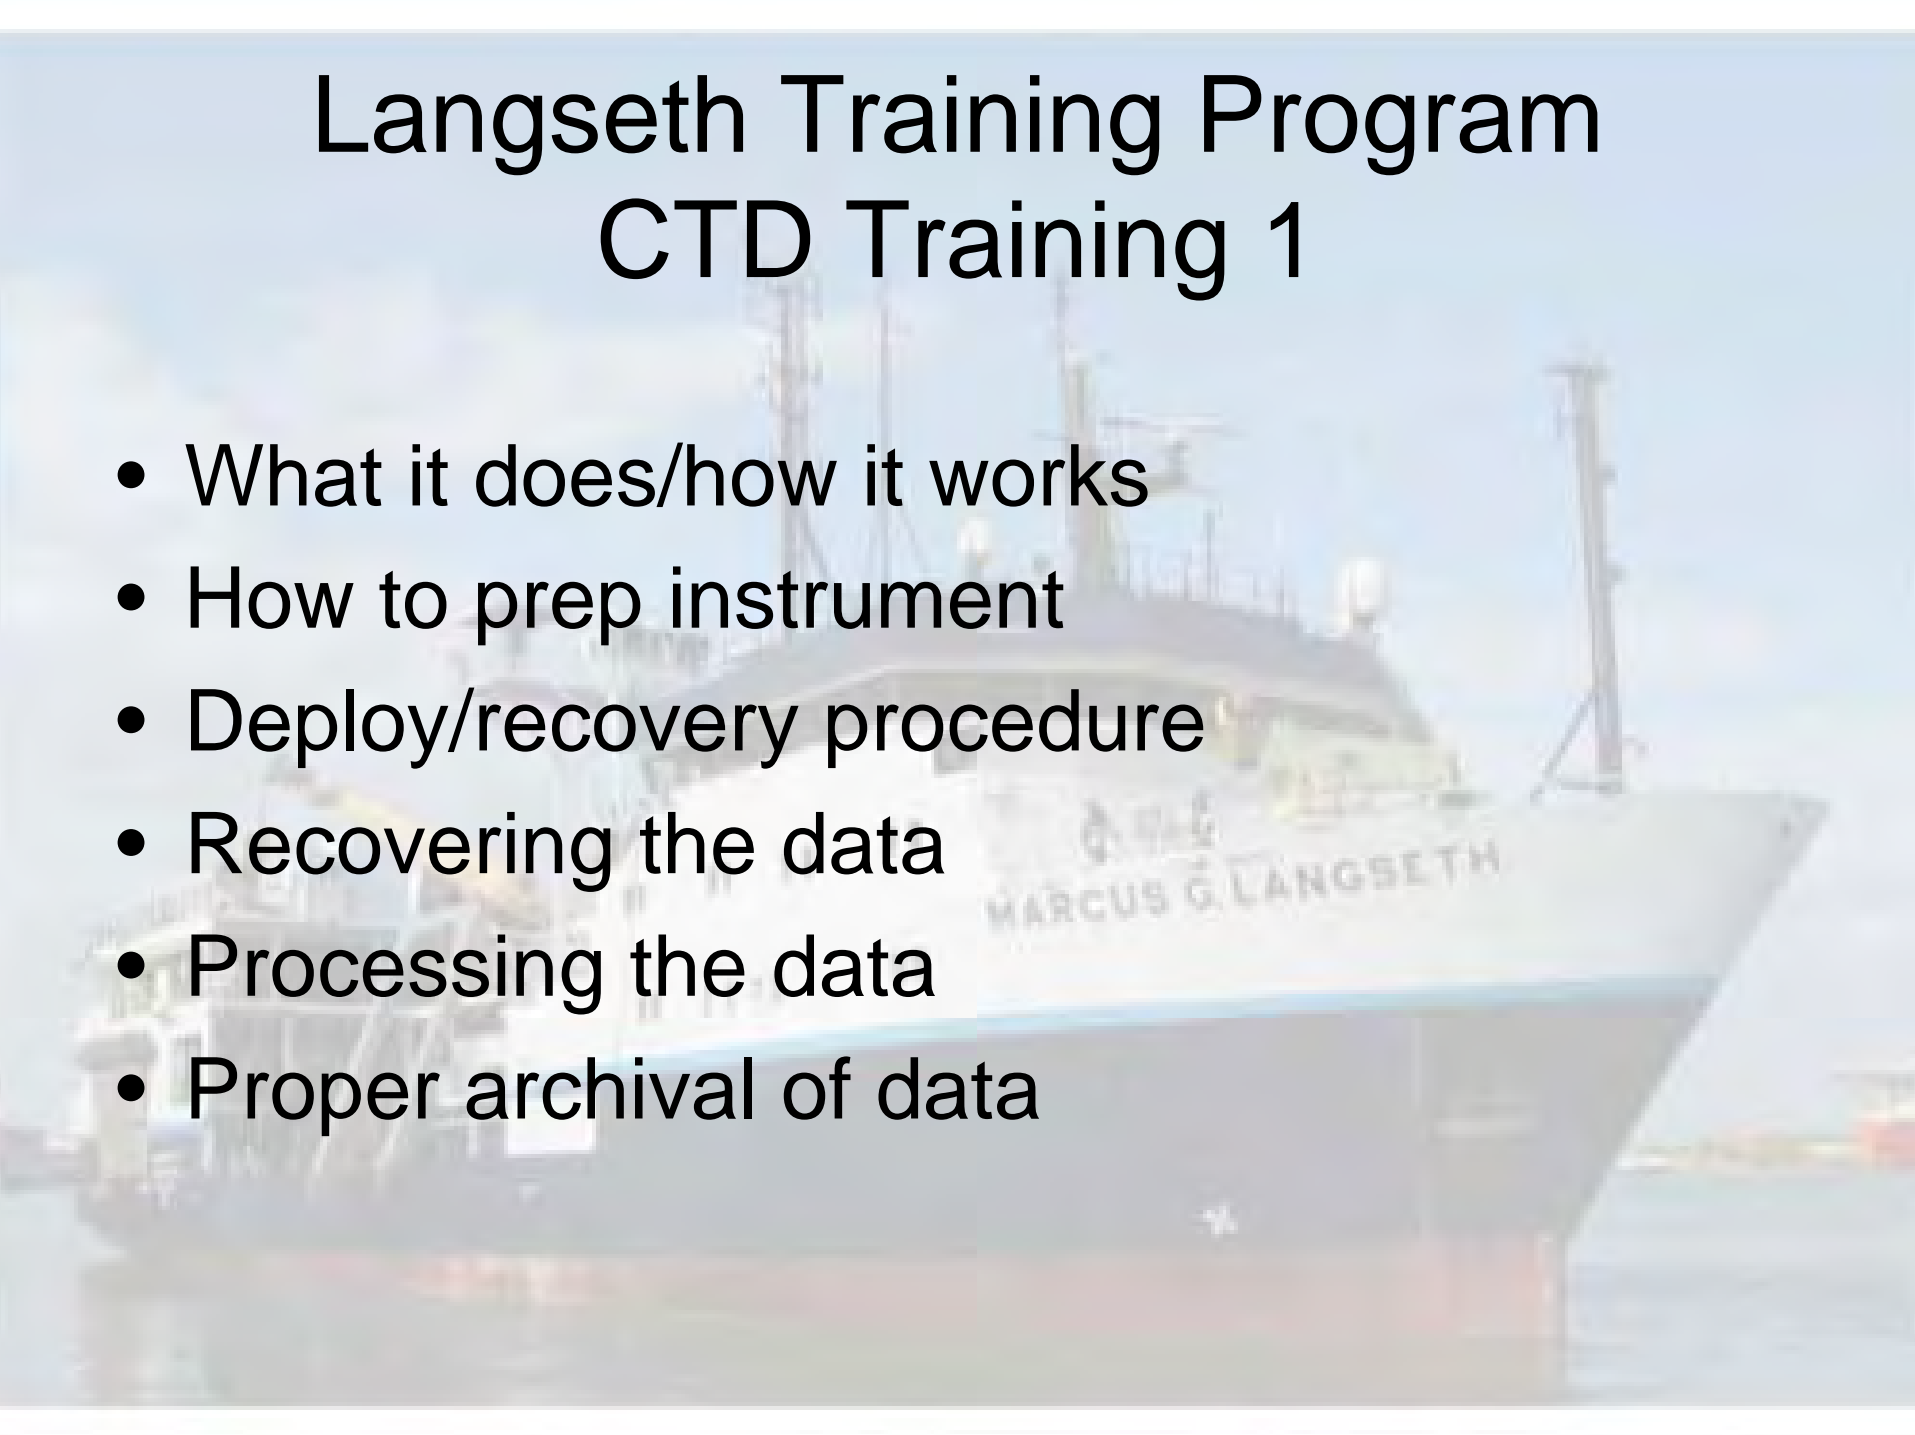 Langseth Training Program
CTD Training 1
• What it does/how it works
• How to prep instrument
• Deploy/recovery procedure
• Recovering the data
MARCUS G. LANGSETH
• Processing the data
• Proper archival of data